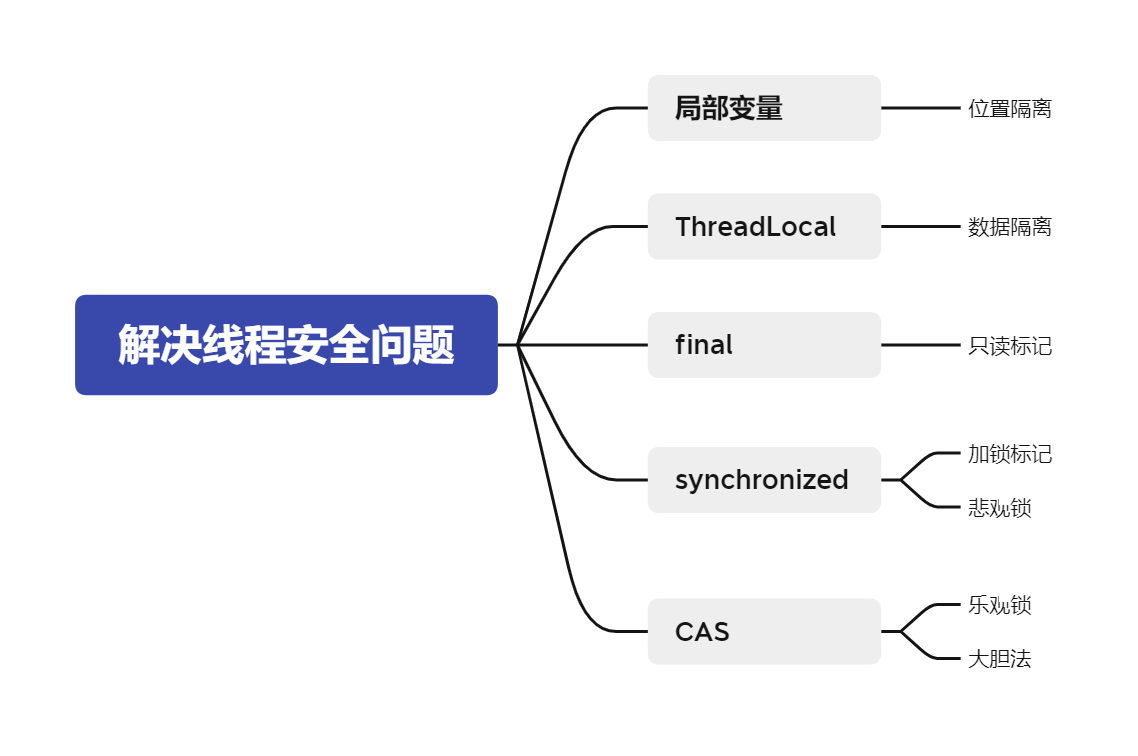 解决线程安全问题
局部变量
位置隔离
ThreadLocal
数据隔离
final
只读标记
synchronized
加锁标记
悲观锁
CAS
乐观锁
大胆法